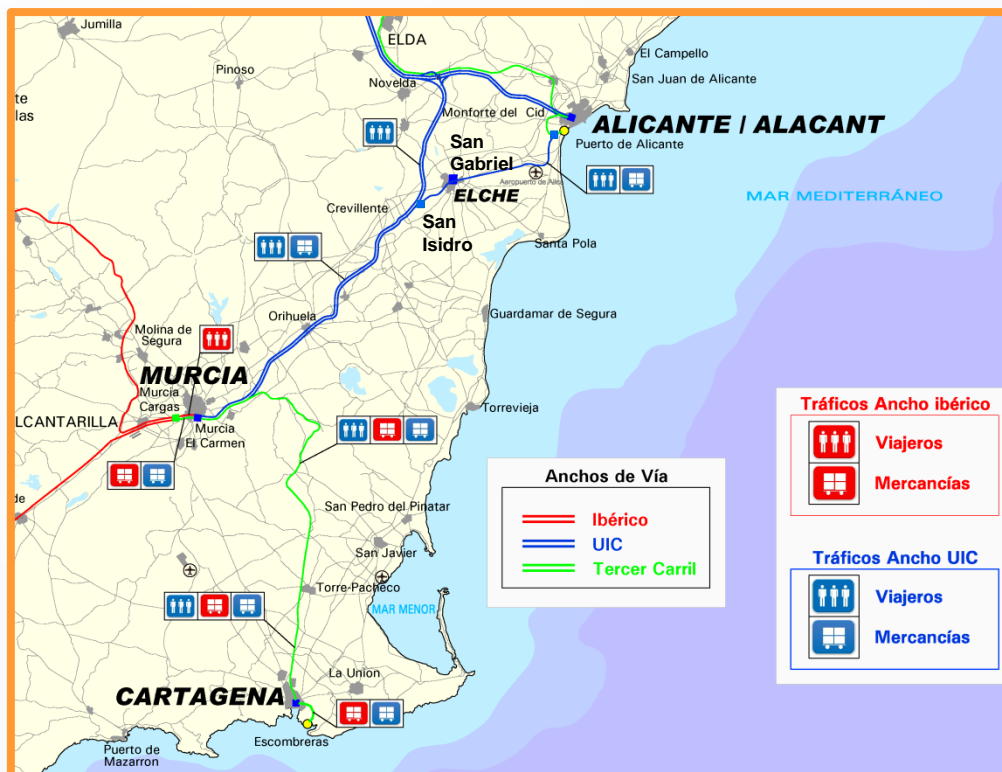 Jumilla
ELDA
El Campello
Pinoso
San Juan de Alicante
Novelda
te
las
Monforte del Cid
ALICANTE / ALACANT
San
Gabriel
Puerto de Alicante
ELCHE
MAR MEDITERRÁNEO
Crevillente
San
Isidro
Santa Pola
Orihuela
Guardamar de Segura
Molina de
Segura
MURCIA
Murcia
Cargas
LCANTARILLA
Murcia
El Carmen
Torrevieja
Tráficos Ancho ibérico
Viajeros
Mercancías
Anchos de Vía
Ibérico
UIC
Tercer Carril
de
San Pedro del Pinatar
San Javier
Torre-Pacheco
MAR MENOR
Tráficos Ancho UIC
Viajeros
Mercancías
La Union
CARTAGENA
Escombreras
Puerto de
Mazarron